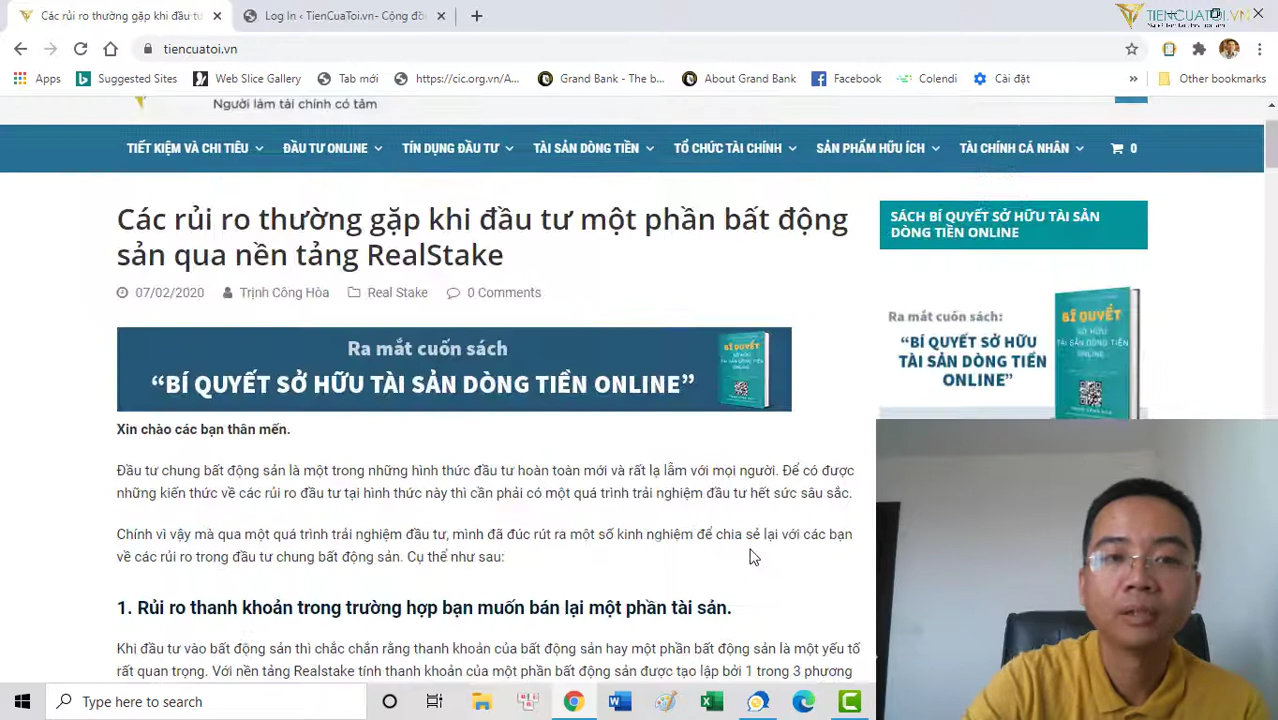 Các rủi ro thường gặp khi đầu tư
Log In ‹ TienCuaToi.vn- Cộng đồn
TIENCUATOI.VN
tiencuatoi.vn
Apps
Suggested Sites
Web Slice Gallery
Tab mới
https://cic.org.vn/A...
Grand Bank - The b...
About Grand Bank
Facebook
Colendi
Cài đặt
»
Other bookmarks
Người làm tài chính có tâm
TIẾT KIỆM VÀ CHI TIÊU
ĐẦU TƯ ONLINE
TÍN DỤNG ĐẦU TƯ
TÀI SẢN DÒNG TIỀN
TỔ CHỨC TÀI CHÍNH
SẢN PHẨM HỮU ÍCH
TÀI CHÍNH CÁ NHÂN
0
Các rủi ro thường gặp khi đầu tư một phần bất động
sản qua nền tảng RealStake
07/02/2020
Trịnh Công Hòa
Real Stake
0 Comments
Ra mắt cuốn sách
“BÍ QUYẾT SỞ HỮU TÀI SẢN DÒNG TIỀN ONLINE”
BÍ QUYẾT
Xin chào các bạn thân mến.
Đầu tư chung bất động sản là một trong những hình thức đầu tư hoàn toàn mới và rất lạ lẫm với mọi người. Để có được
những kiến thức về các rủi ro đầu tư tại hình thức này thì cần phải có một quá trình trải nghiệm đầu tư hết sức sâu sắc.
Chính vì vậy mà qua một quá trình trải nghiệm đầu tư, mình đã đúc rút ra một số kinh nghiệm để chia sẻ lại với các bạn
về các rủi ro trong đầu tư chung bất động sản. Cụ thể như sau:
1. Rủi ro thanh khoản trong trường hợp bạn muốn bán lại một phần tài sản.
Khi đầu tư vào bất động sản thì chắc chắn rằng thanh khoản của bất động sản hay một phần bất động sản là một yếu tố
rất quan trọng. Với nền tảng Realstake tính thanh khoản của một phần bất động sản được tạo lập bởi 1 trong 3 phương
SÁCH BÍ QUYẾT SỞ HỮU TÀI SẢN
DÒNG TIỀN ONLINE
Ra mắt cuốn sách:
“BÍ QUYẾT SỞ HỮU
TÀI SẢN DÒNG TIỀN
ONLINE”
BÍ QUYẾT
SỞ HỮU
TÀI SẢN DÒNG TIỀN
ONLINE
Type here to search